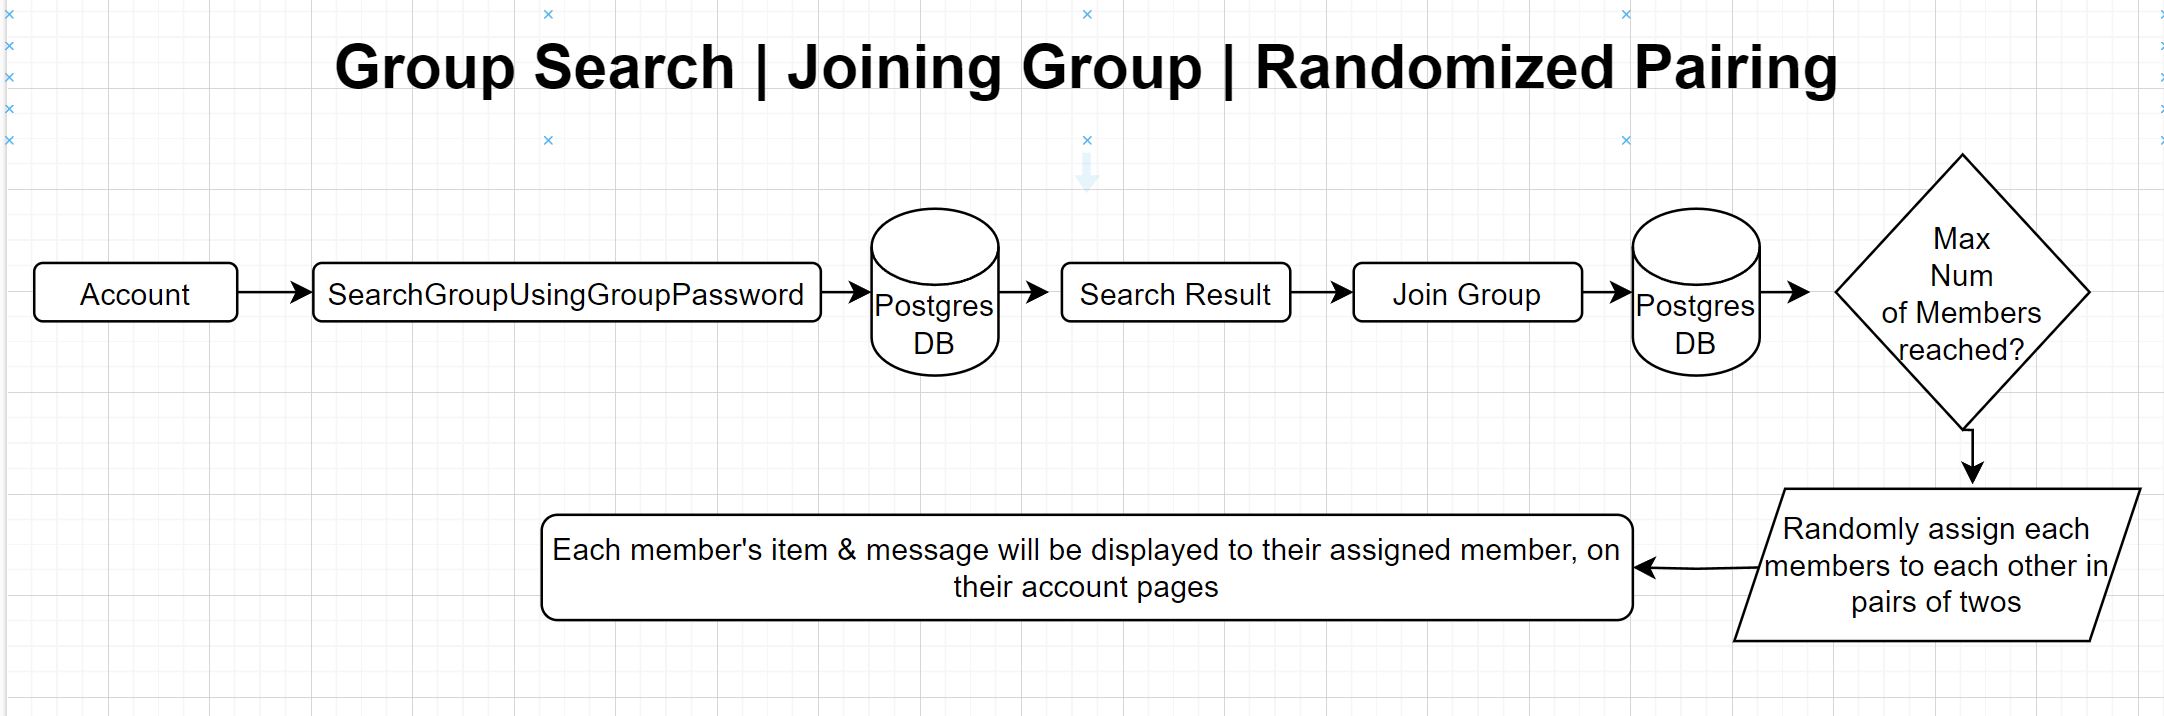 Group Search | Joining Group | Randomized Pairing
Account
SearchGroupUsingGroupPassword
Postgres
DB
Search Result
Join Group
Postgres
DB
Max
Num
of Members
reached?
Randomly assign each
members to each other in
pairs of twos
Each member's item & message will be displayed to their assigned member, on
their account pages